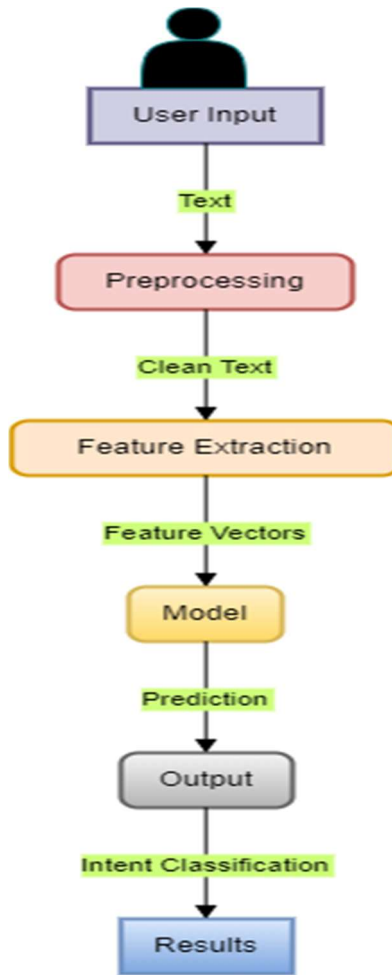 User Input
Text
Preprocessing
Clean Text
Feature Extraction
Feature Vectors
Model
Prediction
Output
Intent Classification
Results